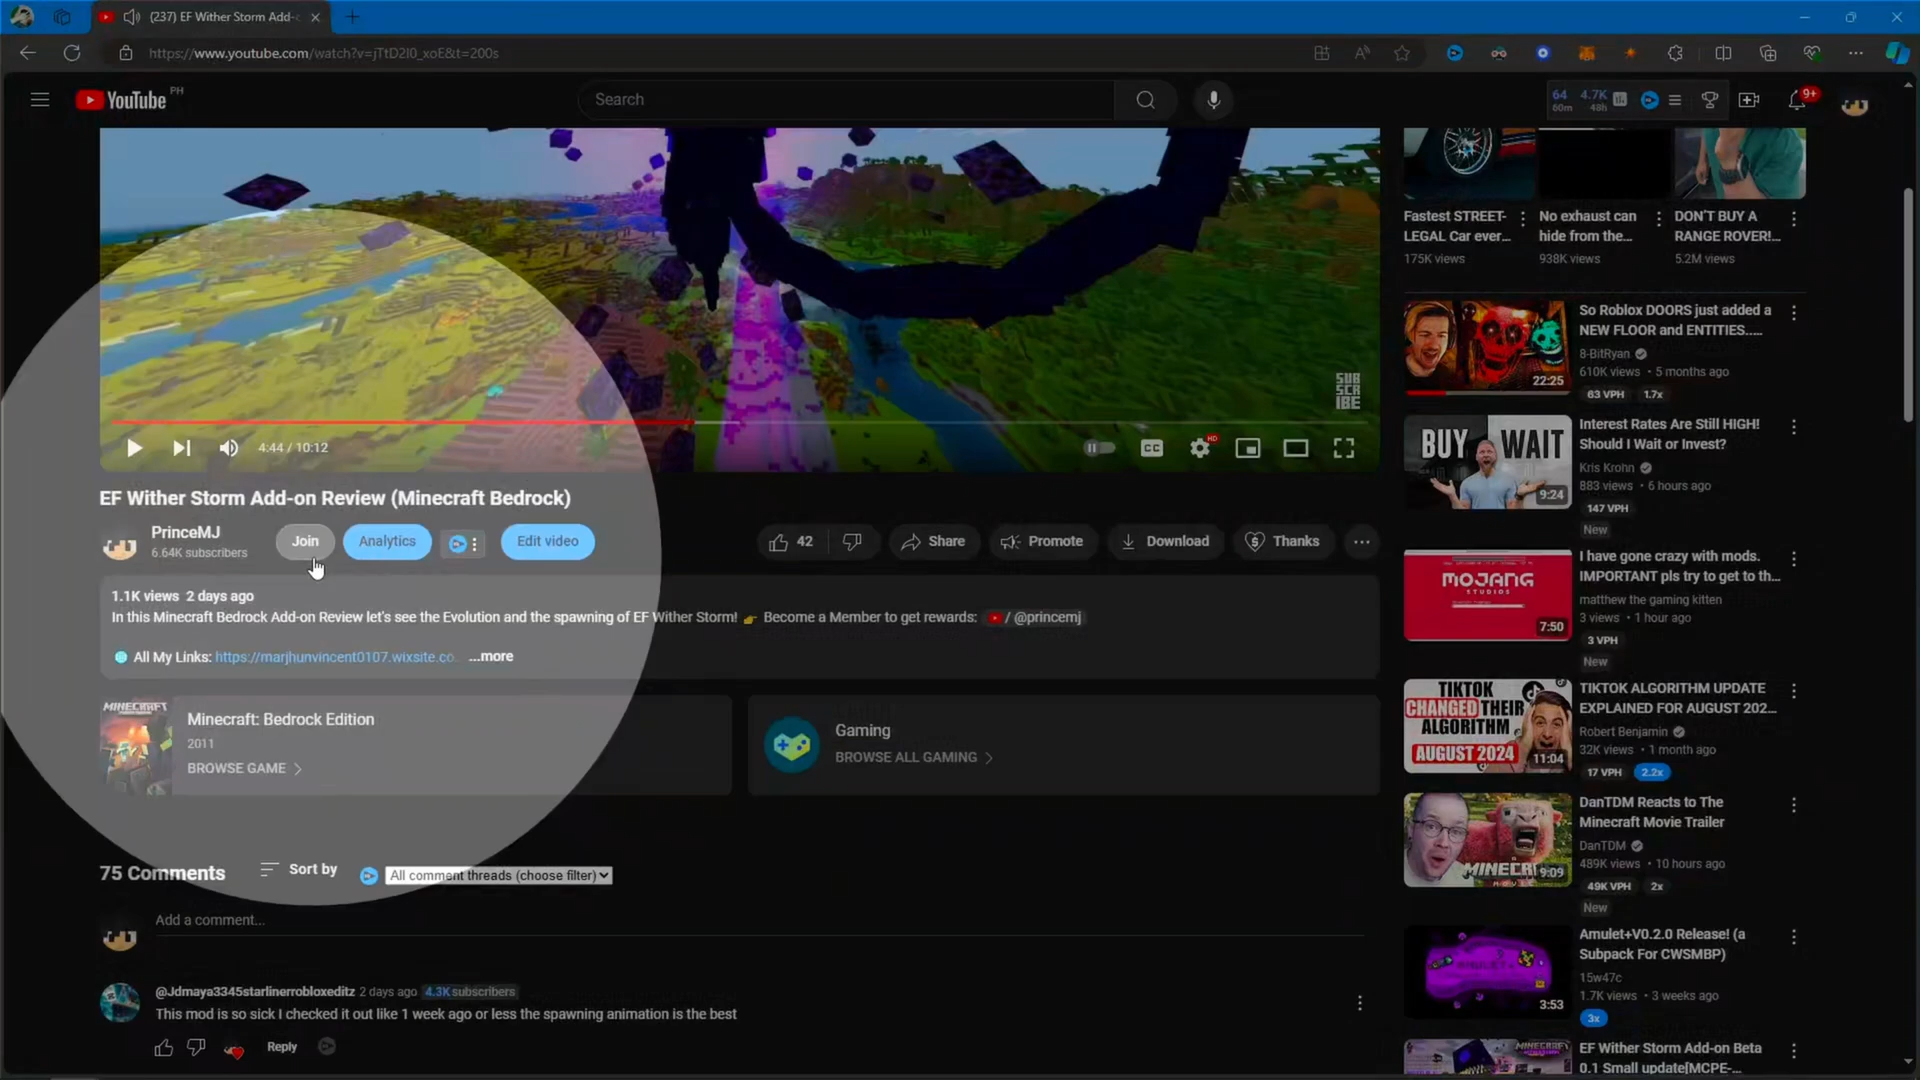 (237) EF Wither Storm Add-
https://www.youtube.com/watch?v=jTtD2I0_xoE&t=200s
YouTube PH
Search
64 60m
4.7K 48h
9+
SUB
SCR
IBE
4:44 / 10:12
CC
HD
EF Wither Storm Add-on Review (Minecraft Bedrock)
PrinceMJ
6.64K subscribers
Join
Analytics
Edit video
42
Share
Promote
Download
Thanks
1.1K views 2 days ago
In this Minecraft Bedrock Add-on Review let's see the Evolution and the spawning of EF Wither Storm! 👉 Become a Member to get rewards: / @princemj
All My Links: https://marjhunvincent0107.wixsite.co... ...more
MINECRAFT
Minecraft: Bedrock Edition
2011
BROWSE GAME
Gaming
BROWSE ALL GAMING
75 Comments
Sort by
All comment threads (choose filter)
Add a comment...
@Jdmaya3345starlinerrobloxeditz 2 days ago 4.3K subscribers
This mod is so sick I checked it out like 1 week ago or less the spawning animation is the best
Reply
Fastest STREET-
LEGAL Car ever...
175K views
No exhaust can
hide from the...
938K views
DON'T BUY A
RANGE ROVER!...
5.2M views
22:25
So Roblox DOORS just added a
NEW FLOOR and ENTITIES.....
8-BitRyan
610K views • 5 months ago
63 VPH 1.7x
BUY WAIT
9:24
Interest Rates Are Still HIGH!
Should I Wait or Invest?
Kris Krohn
883 views • 6 hours ago
147 VPH
New
MOJANG
STUDIOS
7:50
I have gone crazy with mods.
IMPORTANT pls try to get to th...
matthew the gaming kitten
3 views • 1 hour ago
3 VPH
New
TIKTOK
CHANGED THEIR
ALGORITHM
AUGUST 2024
11:04
TIKTOK ALGORITHM UPDATE
EXPLAINED FOR AUGUST 202...
Robert Benjamin
32K views • 1 month ago
17 VPH 2.2x
MINECR
9:09
DanTDM Reacts to The
Minecraft Movie Trailer
DanTDM
489K views • 10 hours ago
49K VPH 2x
New
AMULET+
3:53
Amulet+V0.2.0 Release! (a
Subpack For CWSMBP)
15w47c
1.7K views • 3 weeks ago
3x
MINECRAFT
EF Wither Storm Add-on Beta
0.1 Small update[MCPE-...